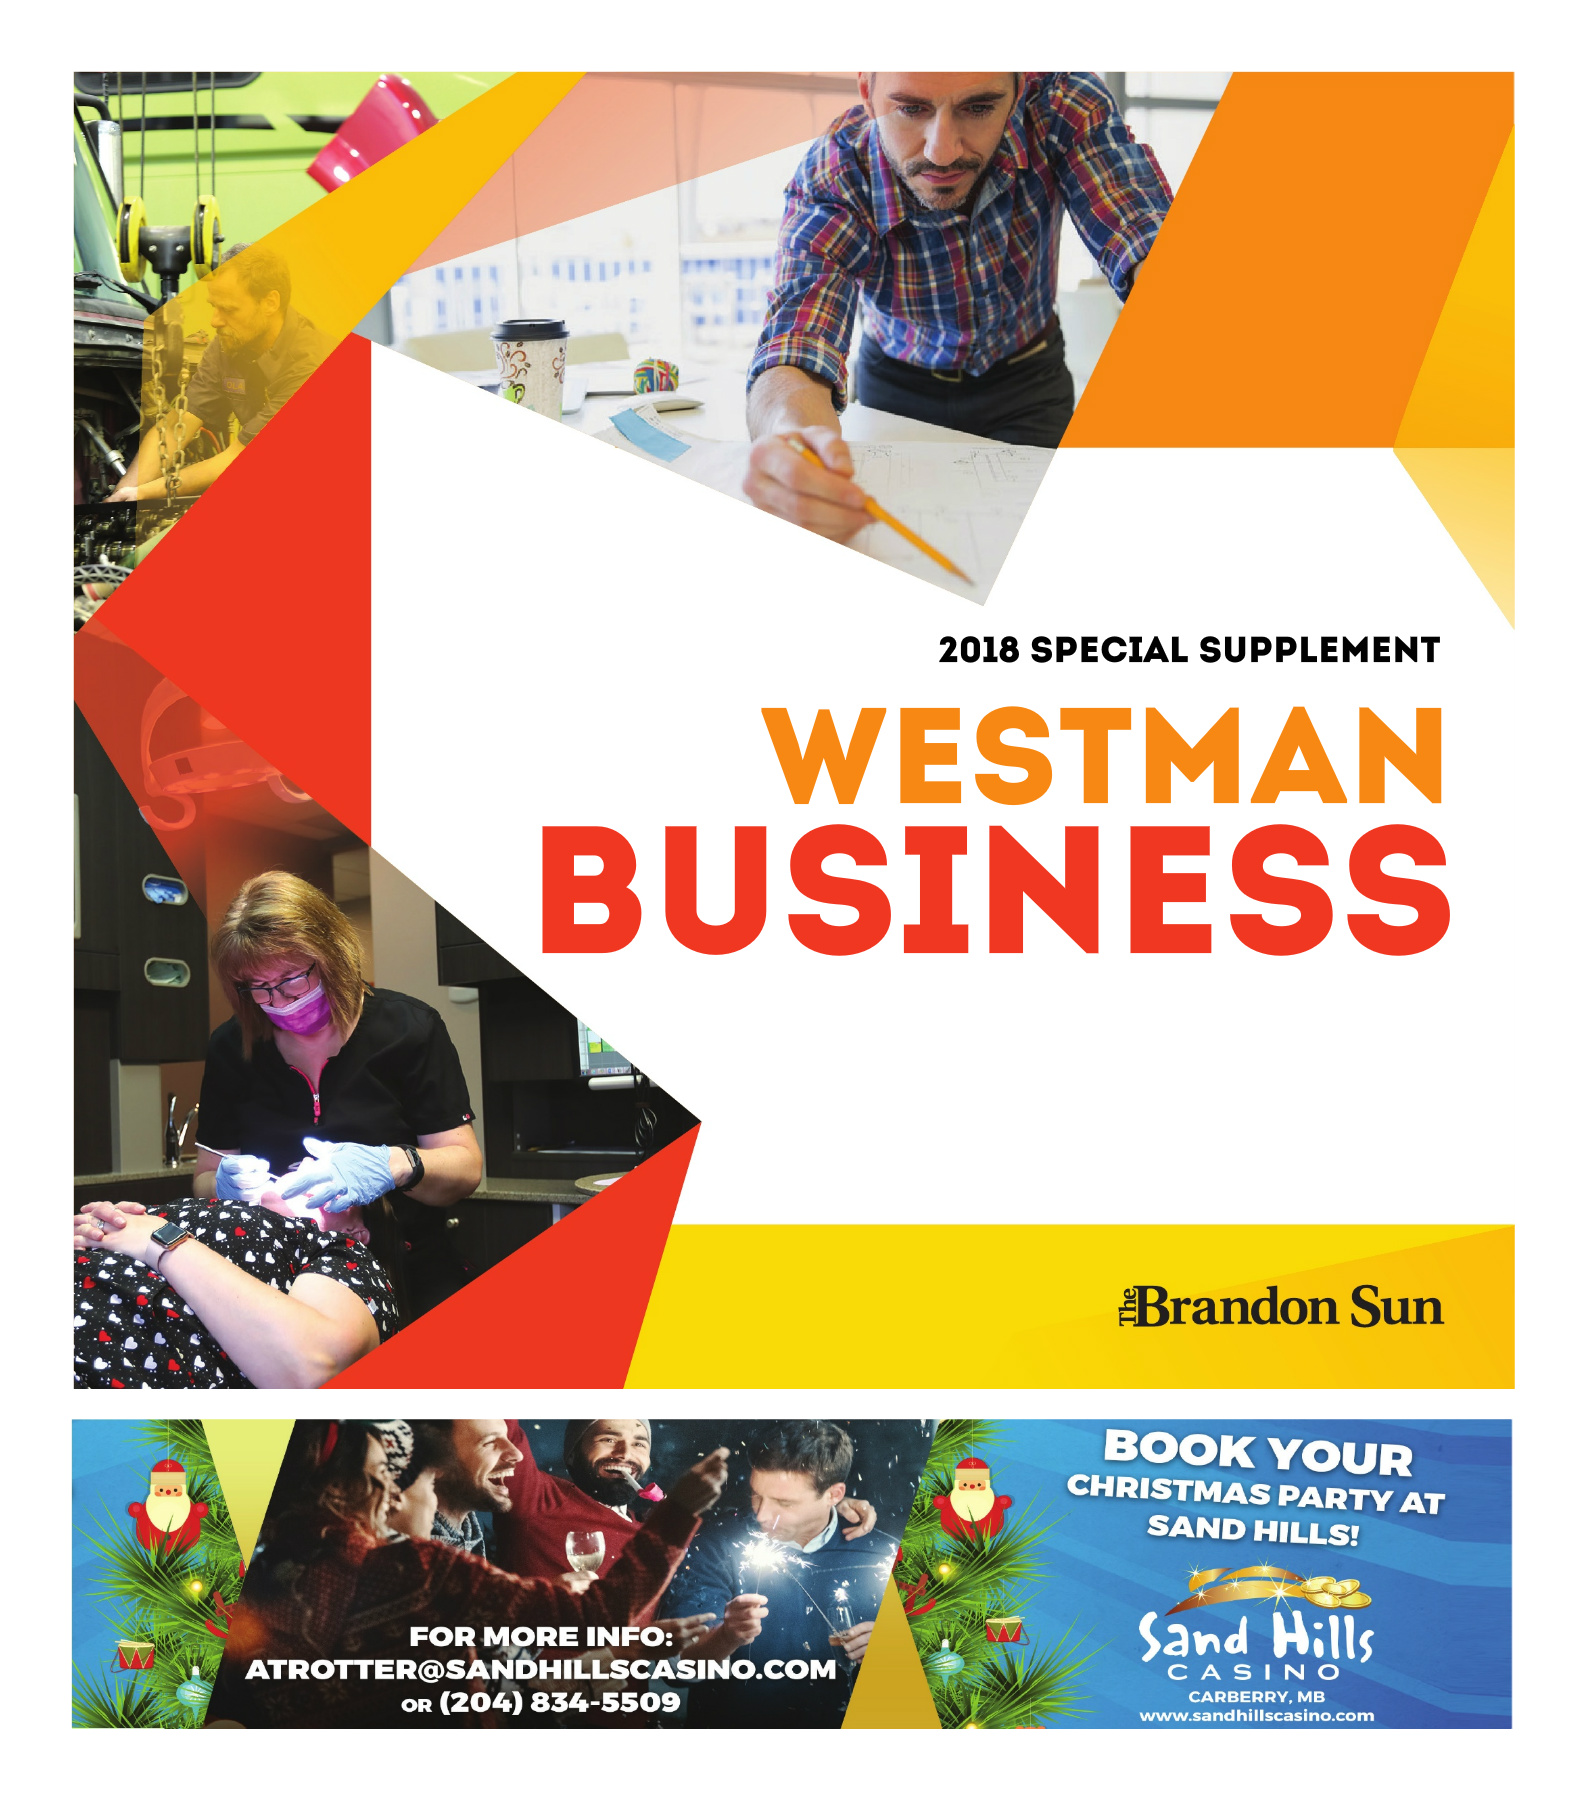 2018 SPECIAL SUPPLEMENT
WESTMAN
BUSINESS
The Brandon Sun
FOR MORE INFO:
ATROTTER@SANDHILLSCASINO.COM
OR (204) 834-5509
BOOK YOUR
CHRISTMAS PARTY AT
SAND HILLS!
Sand Hills
CASINO
CARBERRY, MB
www.sandhillscasino.com